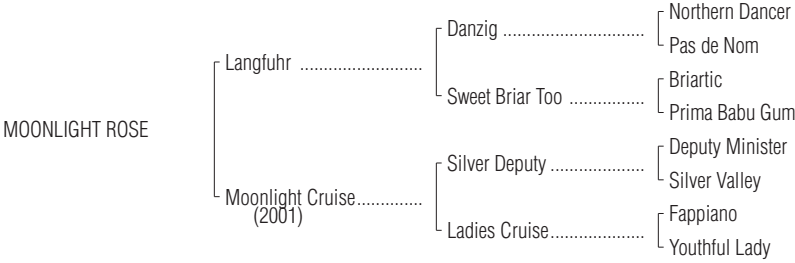 Northern Dancer
Danzig ..............................
Pas de Nom
Langfuhr ..........................
Briartic
Sweet Briar Too ................
Prima Babu Gum
MOONLIGHT ROSE
Deputy Minister
Silver Deputy ....................
Silver Valley
Moonlight Cruise..............
(2001)
Fappiano
Ladies Cruise....................
Youthful Lady